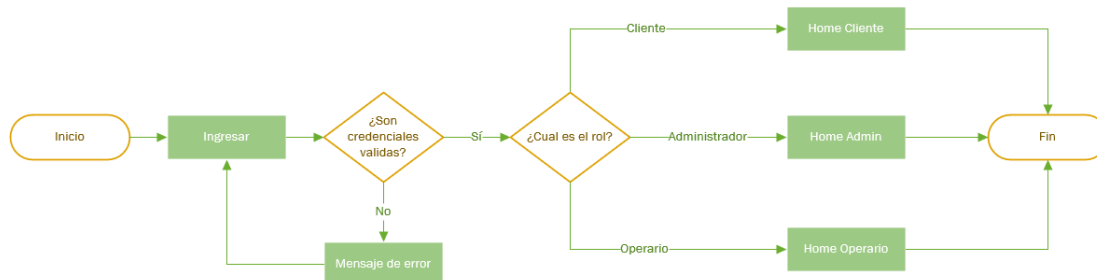 Inicio
Ingresar
¿Son
credenciales
validas?
Sí
No
Mensaje de error
¿Cual es el rol?
Cliente
Home Cliente
Administrador
Home Admin
Operario
Home Operario
Fin